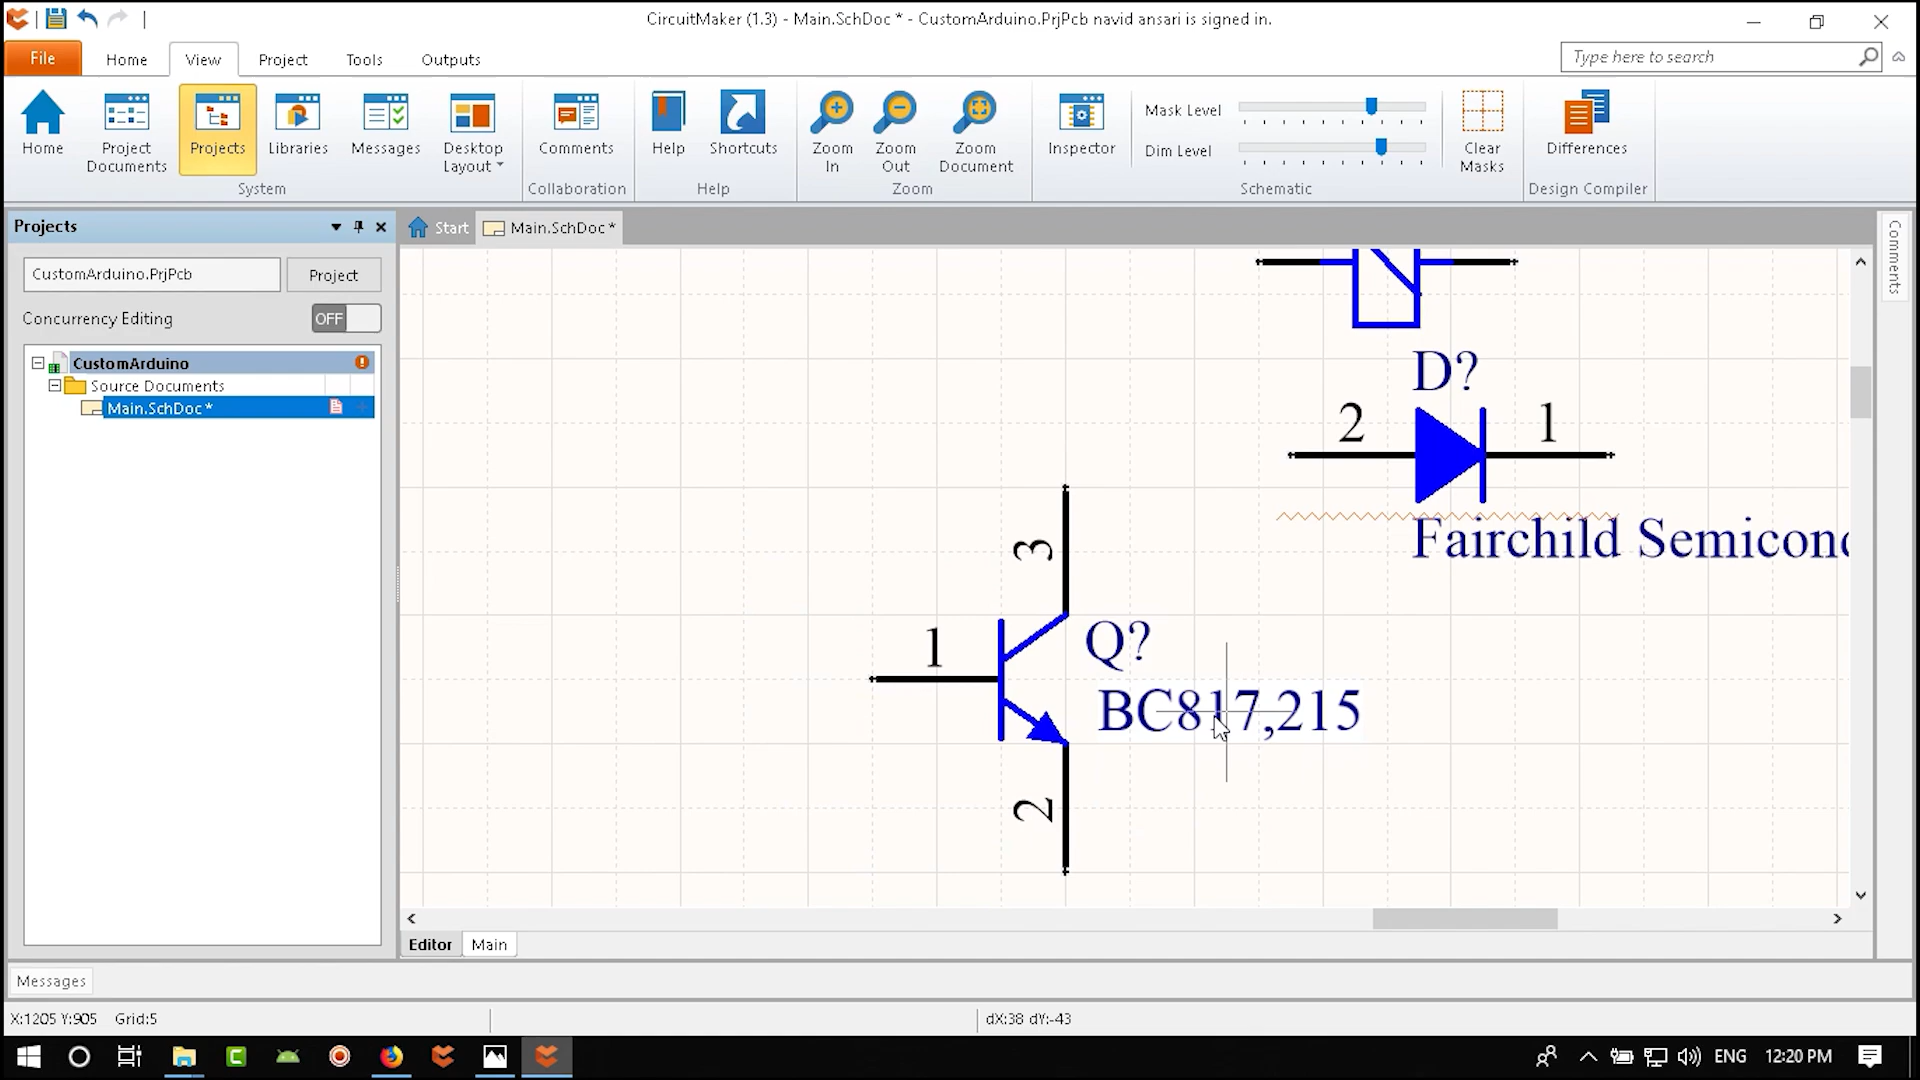 CircuitMaker (1.3) - Main.SchDoc * - CustomArduino.PrjPcb navid ansari is signed in.
File
Home
View
Project
Tools
Outputs
Type here to search
Home
Project
Documents
Projects
Libraries
Messages
Desktop
Layout
Comments
Help
Shortcuts
Zoom
In
Zoom
Out
Zoom
Document
Inspector
Mask Level
Dim Level
Clear
Masks
Differences
System
Collaboration
Help
Zoom
Schematic
Design Compiler
Projects
CustomArduino.PrjPcb
Project
Concurrency Editing
OFF
CustomArduino
Source Documents
Main.SchDoc *
Start
Main.SchDoc *
Comments
D?
2
1
Fairchild Semicond
3
1
Q?
BC817,215
2
Editor
Main
Messages
X:1205 Y:905 Grid:5
dX:38 dY:-43
ENG
12:20 PM